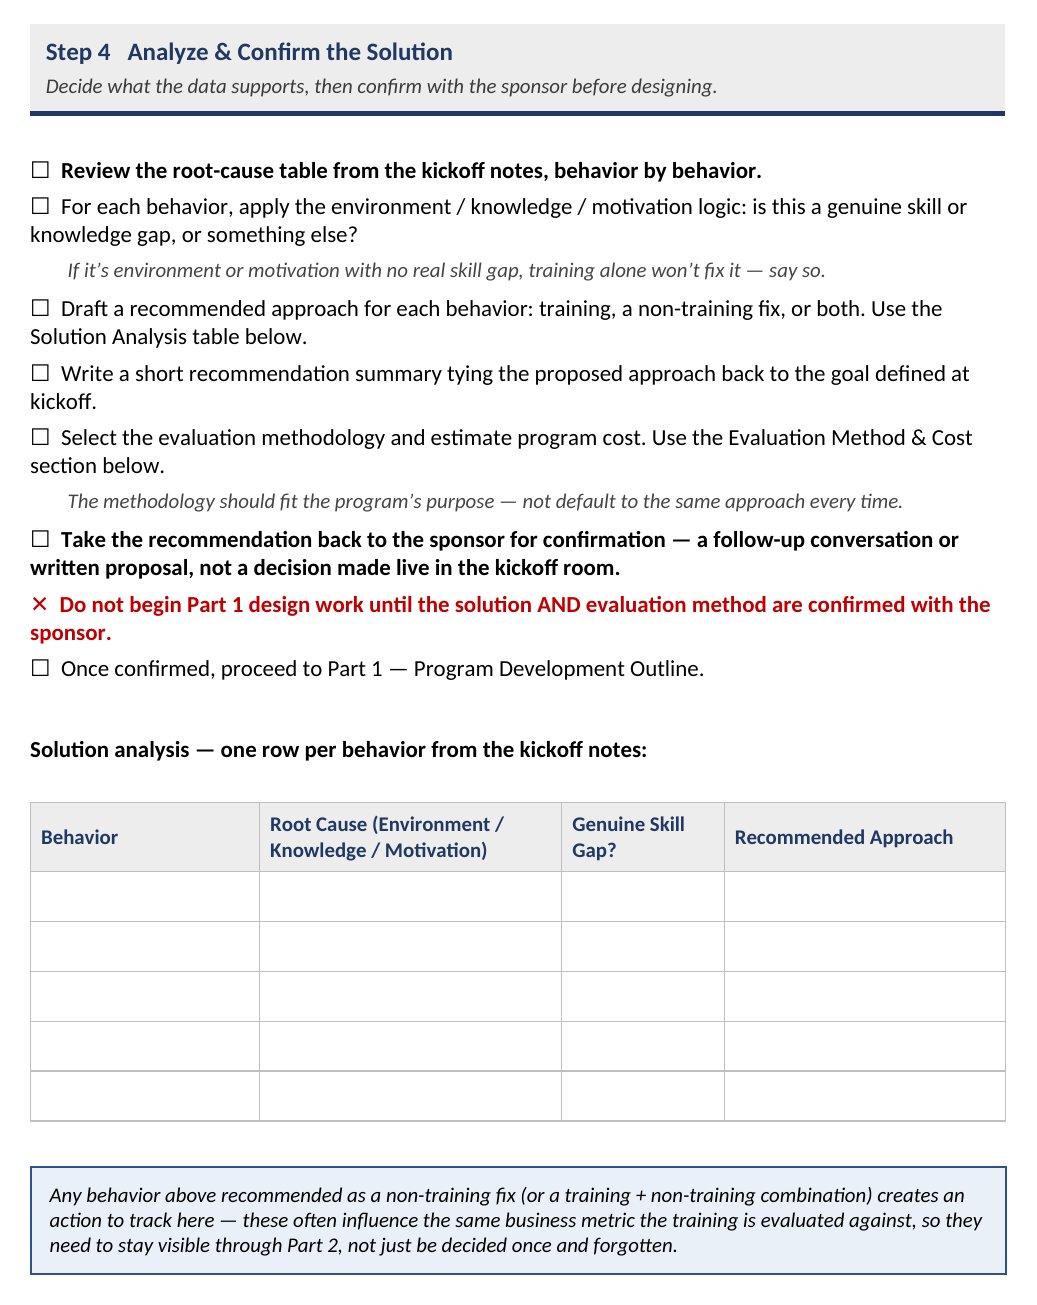 Step 4 Analyze & Confirm the Solution
Decide what the data supports, then confirm with the sponsor before designing.
☐ Review the root-cause table from the kickoff notes, behavior by behavior.
☐ For each behavior, apply the environment / knowledge / motivation logic: is this a genuine skill or
knowledge gap, or something else?
If it’s environment or motivation with no real skill gap, training alone won’t fix it — say so.
☐ Draft a recommended approach for each behavior: training, a non-training fix, or both. Use the
Solution Analysis table below.
☐ Write a short recommendation summary tying the proposed approach back to the goal defined at
kickoff.
☐ Select the evaluation methodology and estimate program cost. Use the Evaluation Method & Cost
section below.
The methodology should fit the program’s purpose — not default to the same approach every time.
☐ Take the recommendation back to the sponsor for confirmation — a follow-up conversation or
written proposal, not a decision made live in the kickoff room.
✕ Do not begin Part 1 design work until the solution AND evaluation method are confirmed with the
sponsor.
☐ Once confirmed, proceed to Part 1 — Program Development Outline.
Solution analysis — one row per behavior from the kickoff notes:
Behavior
Root Cause (Environment /
Knowledge / Motivation)
Genuine Skill
Gap?
Recommended Approach
Any behavior above recommended as a non-training fix (or a training + non-training combination) creates an
action to track here — these often influence the same business metric the training is evaluated against, so they
need to stay visible through Part 2, not just be decided once and forgotten.